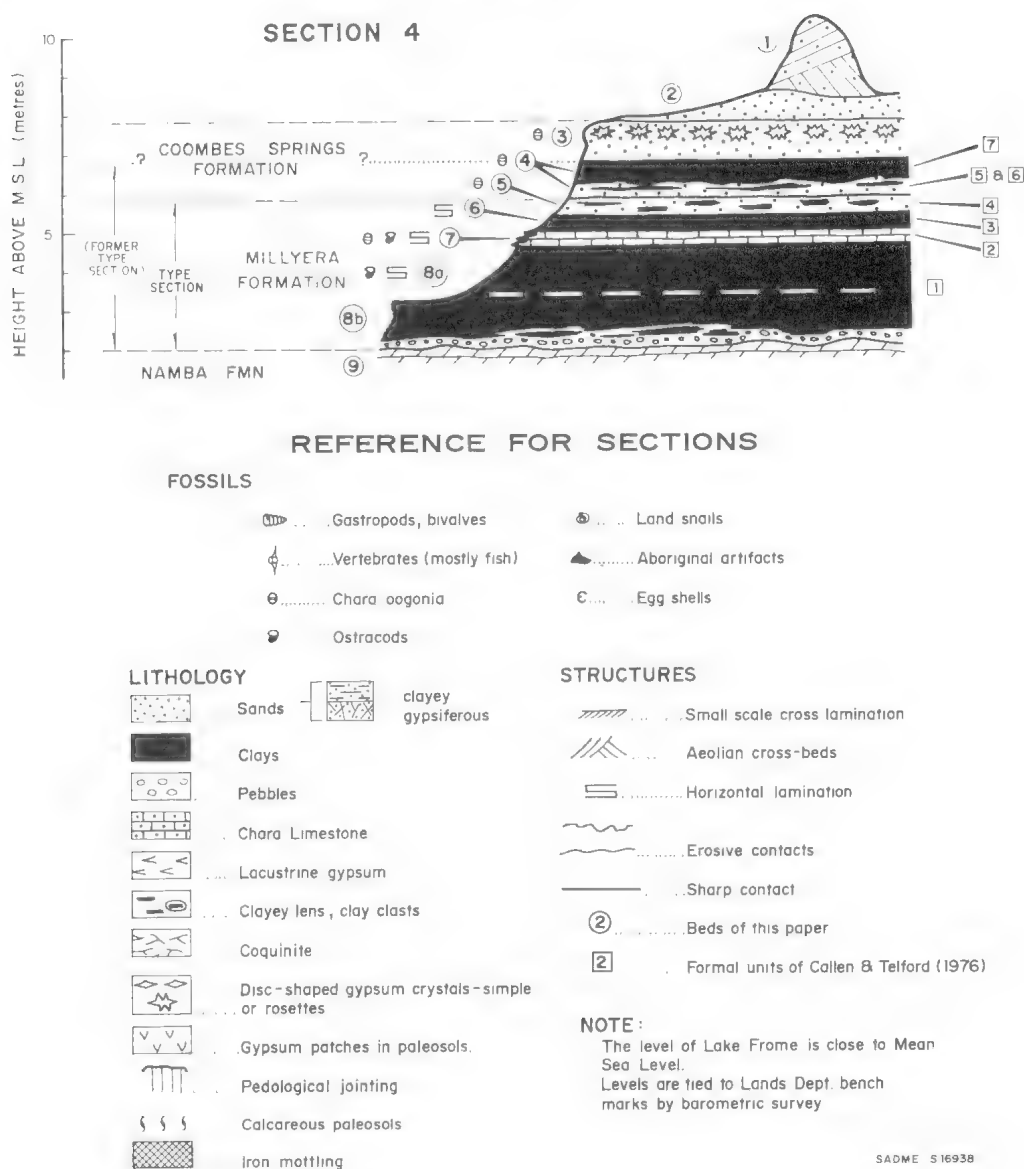 SECTION 4
10
5
HEIGHT ABOVE M S L (metres)
1
2
3
4
5
6
7
8a
8b
9
? COOMBES SPRINGS ?
FORMATION
(FORMER
TYPE
SECTION)
TYPE
SECTION
MILLYERA
FORMATION
NAMBA FMN
7
5 & 6
4
3
2
1
REFERENCE FOR SECTIONS
FOSSILS
Gastropods, bivalves
Vertebrates (mostly fish)
Chara oogonia
Ostracods
Land snails
Aboriginal artifacts
Egg shells
LITHOLOGY
Sands
clayey
gypsiferous
Clays
Pebbles
Chara Limestone
Lacustrine gypsum
Clayey lens, clay clasts
Coquinite
Disc-shaped gypsum crystals-simple
or rosettes
Gypsum patches in paleosols.
Pedological jointing
Calcareous paleosols
Iron mottling
STRUCTURES
Small scale cross lamination
Aeolian cross-beds
Horizontal lamination
Erosive contacts
Sharp contact
2 Beds of this paper
2 Formal units of Callen & Telford (1976)
NOTE:
The level of Lake Frome is close to Mean
Sea Level.
Levels are tied to Lands Dept. bench
marks by barometric survey
SADME S16938